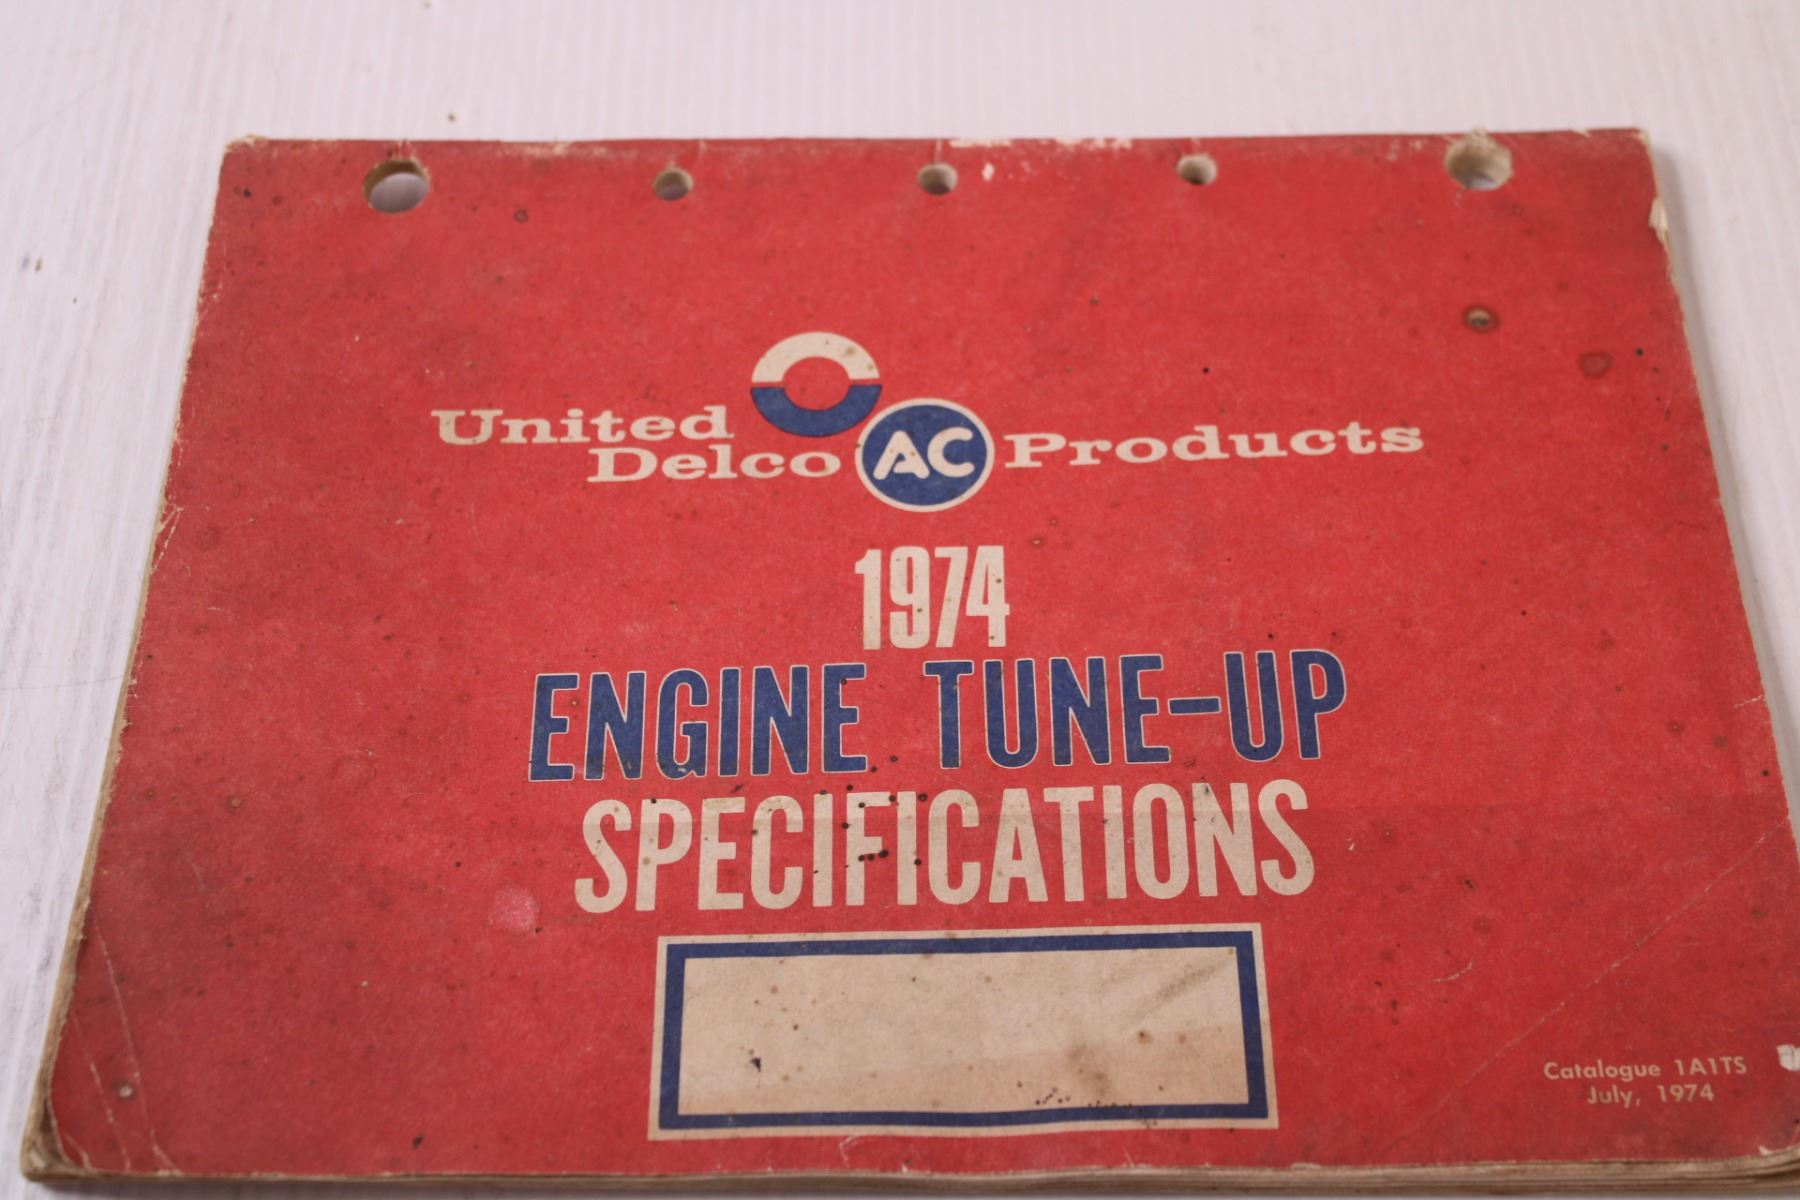 United
Delco AC Products
1974
ENGINE TUNE-UP
SPECIFICATIONS
Catalogue 1A1TS
July, 1974